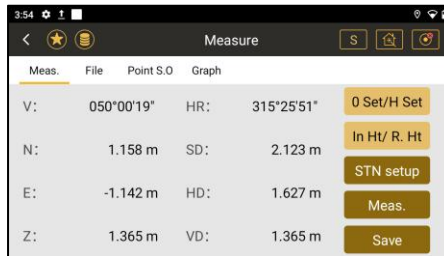 3:54
Measure
S
Meas. File Point S.O Graph
V: 050°00'19" HR: 315°25'51" 0 Set/H Set
N: 1.158 m SD: 2.123 m In Ht/ R. Ht
STN setup
E: -1.142 m HD: 1.627 m Meas.
Z: 1.365 m VD: 1.365 m Save